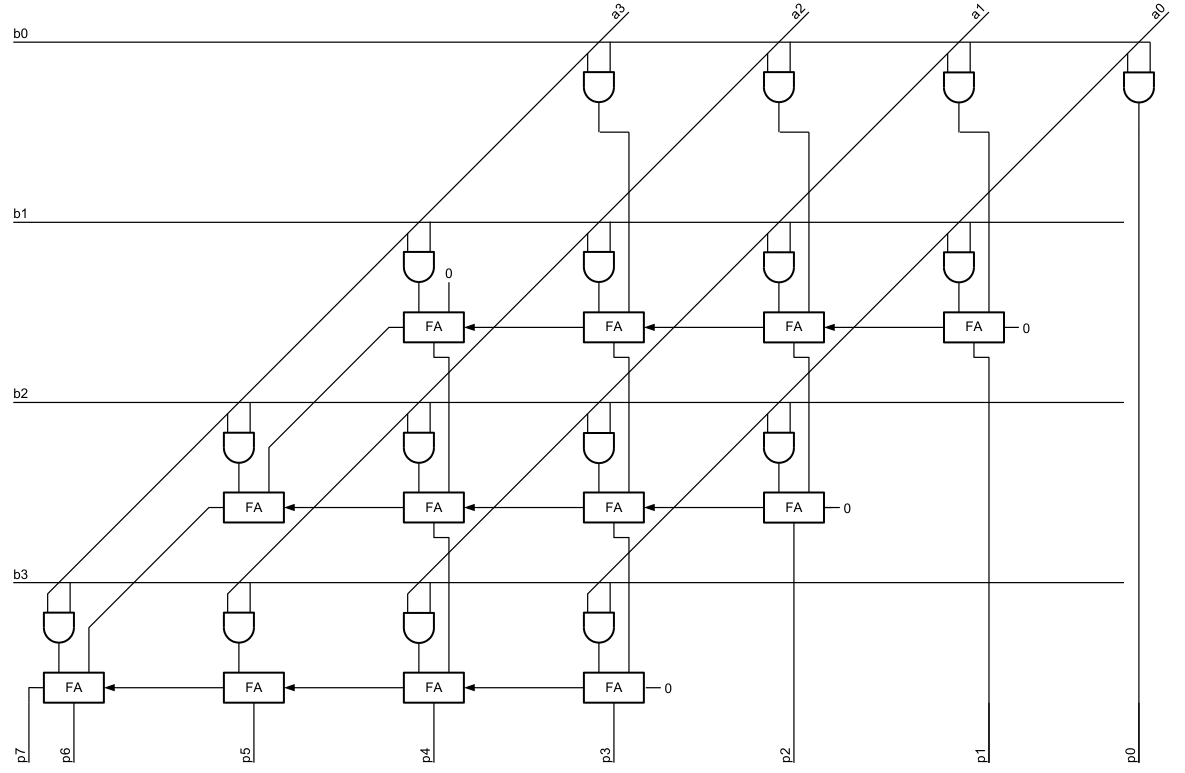 a3 a2 a1 a0
b0
b1
0
FA FA FA FA 0
b2
FA FA FA FA 0
b3
FA FA FA FA 0
p7 p6 p5 p4 p3 p2 p1 p0